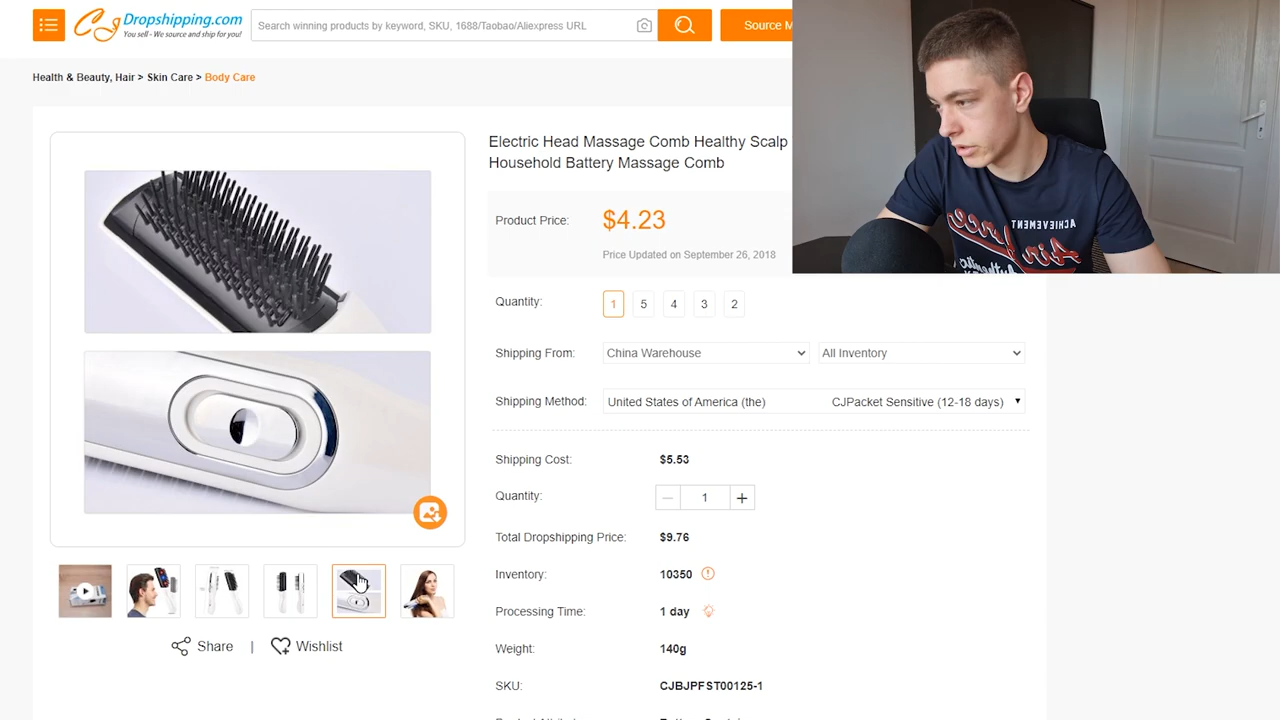 CJ Dropshipping.com
You sell - We source and ship for you!
Search winning products by keyword, SKU, 1688/Taobao/Aliexpress URL
Source M
Health & Beauty, Hair > Skin Care > Body Care
Electric Head Massage Comb Healthy Scalp
Household Battery Massage Comb
Product Price: $4.23
Price Updated on September 26, 2018
ACHIEVEMENT
Quantity: 1 5 4 3 2
Shipping From: China Warehouse All Inventory
Shipping Method: United States of America (the) CJPacket Sensitive (12-18 days)
Shipping Cost: $5.53
Quantity: 1
Total Dropshipping Price: $9.76
Inventory: 10350
Processing Time: 1 day
Weight: 140g
Share | Wishlist
SKU: CJBJPFST00125-1